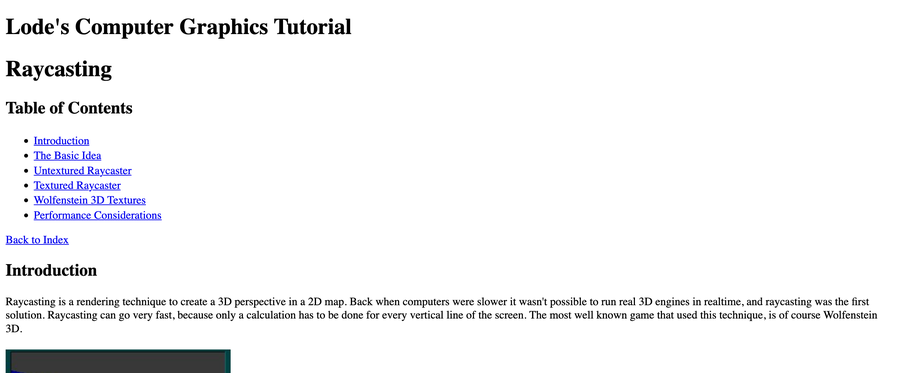 Lode's Computer Graphics Tutorial
Raycasting
Table of Contents
Introduction
The Basic Idea
Untextured Raycaster
Textured Raycaster
Wolfenstein 3D Textures
Performance Considerations
Back to Index
Introduction
Raycasting is a rendering technique to create a 3D perspective in a 2D map. Back when computers were slower it wasn't possible to run real 3D engines in realtime, and raycasting was the first
solution. Raycasting can go very fast, because only a calculation has to be done for every vertical line of the screen. The most well known game that used this technique, is of course Wolfenstein
3D.